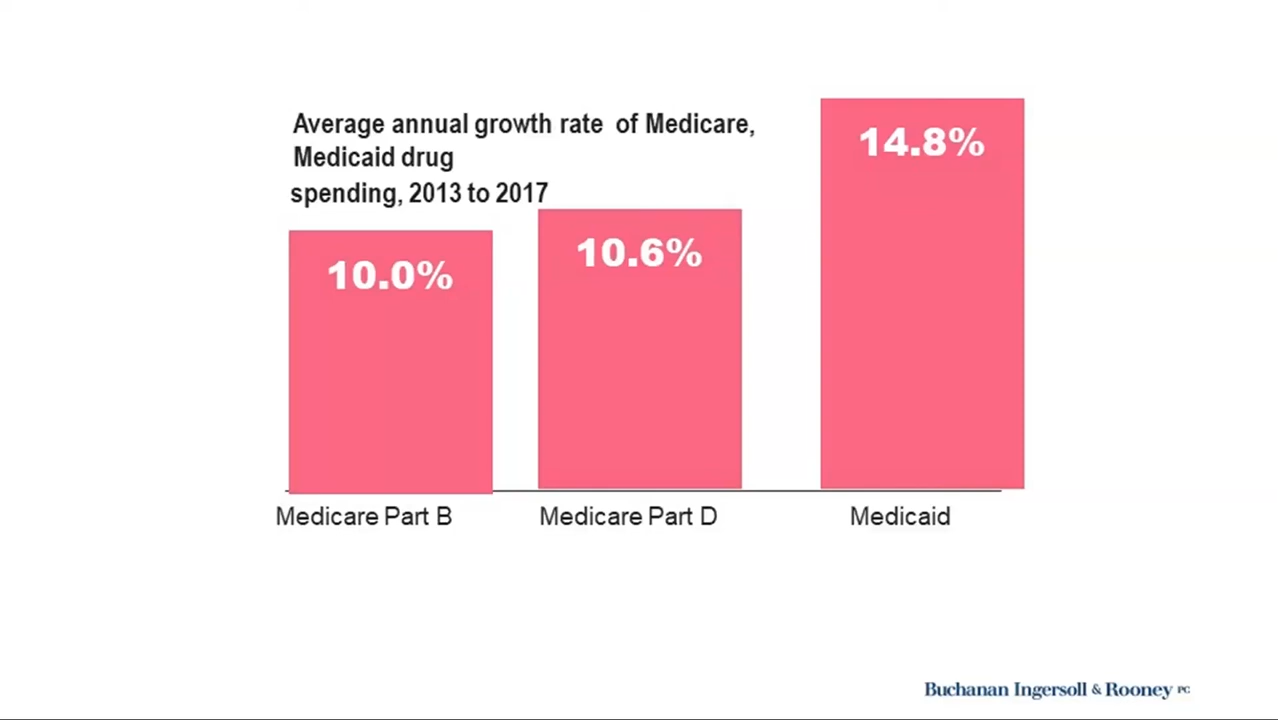 Average annual growth rate of Medicare,
Medicaid drug
spending, 2013 to 2017
14.8%
10.6%
10.0%
Medicare Part B
Medicare Part D
Medicaid
Buchanan Ingersoll & Rooney PC